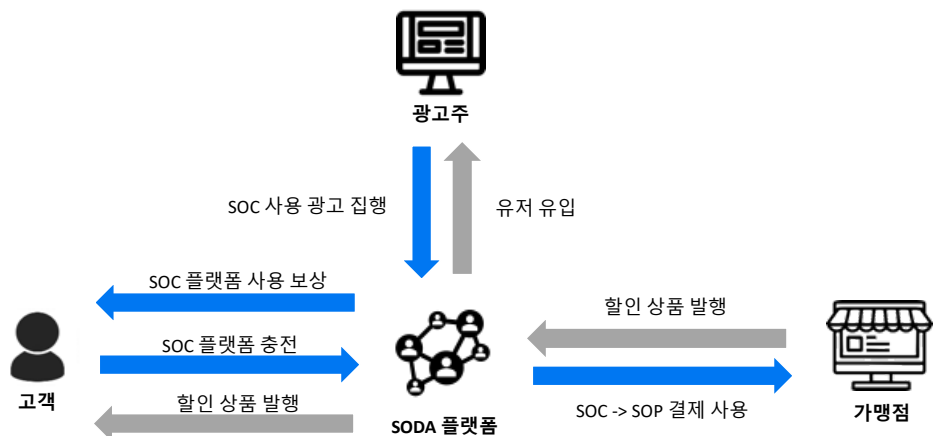 광고주
SOC 사용 광고 집행
유저 유입
SOC 플랫폼 사용 보상
할인 상품 발행
SOC 플랫폼 충전
고객
할인 상품 발행
SODA 플랫폼
SOC -> SOP 결제 사용
가맹점